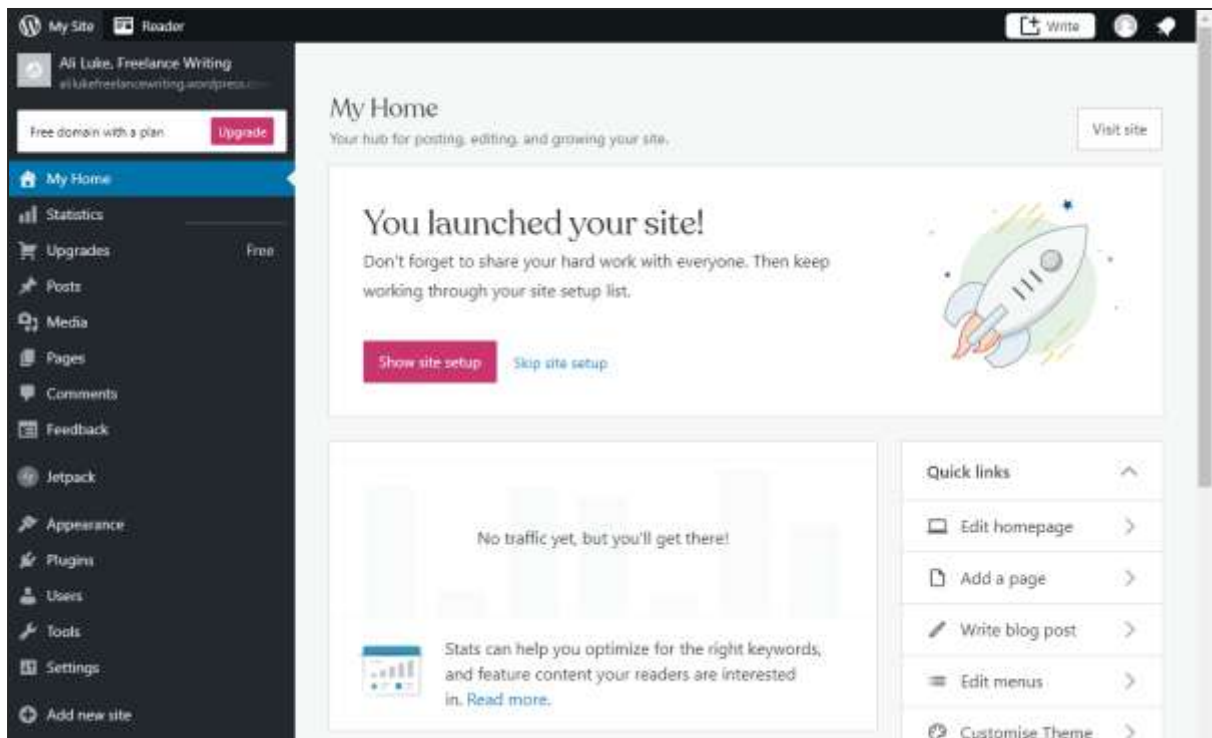 My Site
Reader
Write
Ali Luke, Freelance Writing
alilukefreelancewriting.wordpress.
Free domain with a plan
Upgrade
My Home
Statistics
Upgrades
Free
Posts
Media
Pages
Comments
Feedback
Jetpack
Appearance
Plugins
Users
Tools
Settings
Add new site
My Home
Your hub for posting, editing, and growing your site.
Visit site
You launched your site!
Don't forget to share your hard work with everyone. Then keep
working through your site setup list.
Show site setup
Skip site setup
No traffic yet, but you'll get there!
Stats can help you optimize for the right keywords,
and feature content your readers are interested
in. Read more.
Quick links
Edit homepage
Add a page
Write blog post
Edit menus
Customise Theme